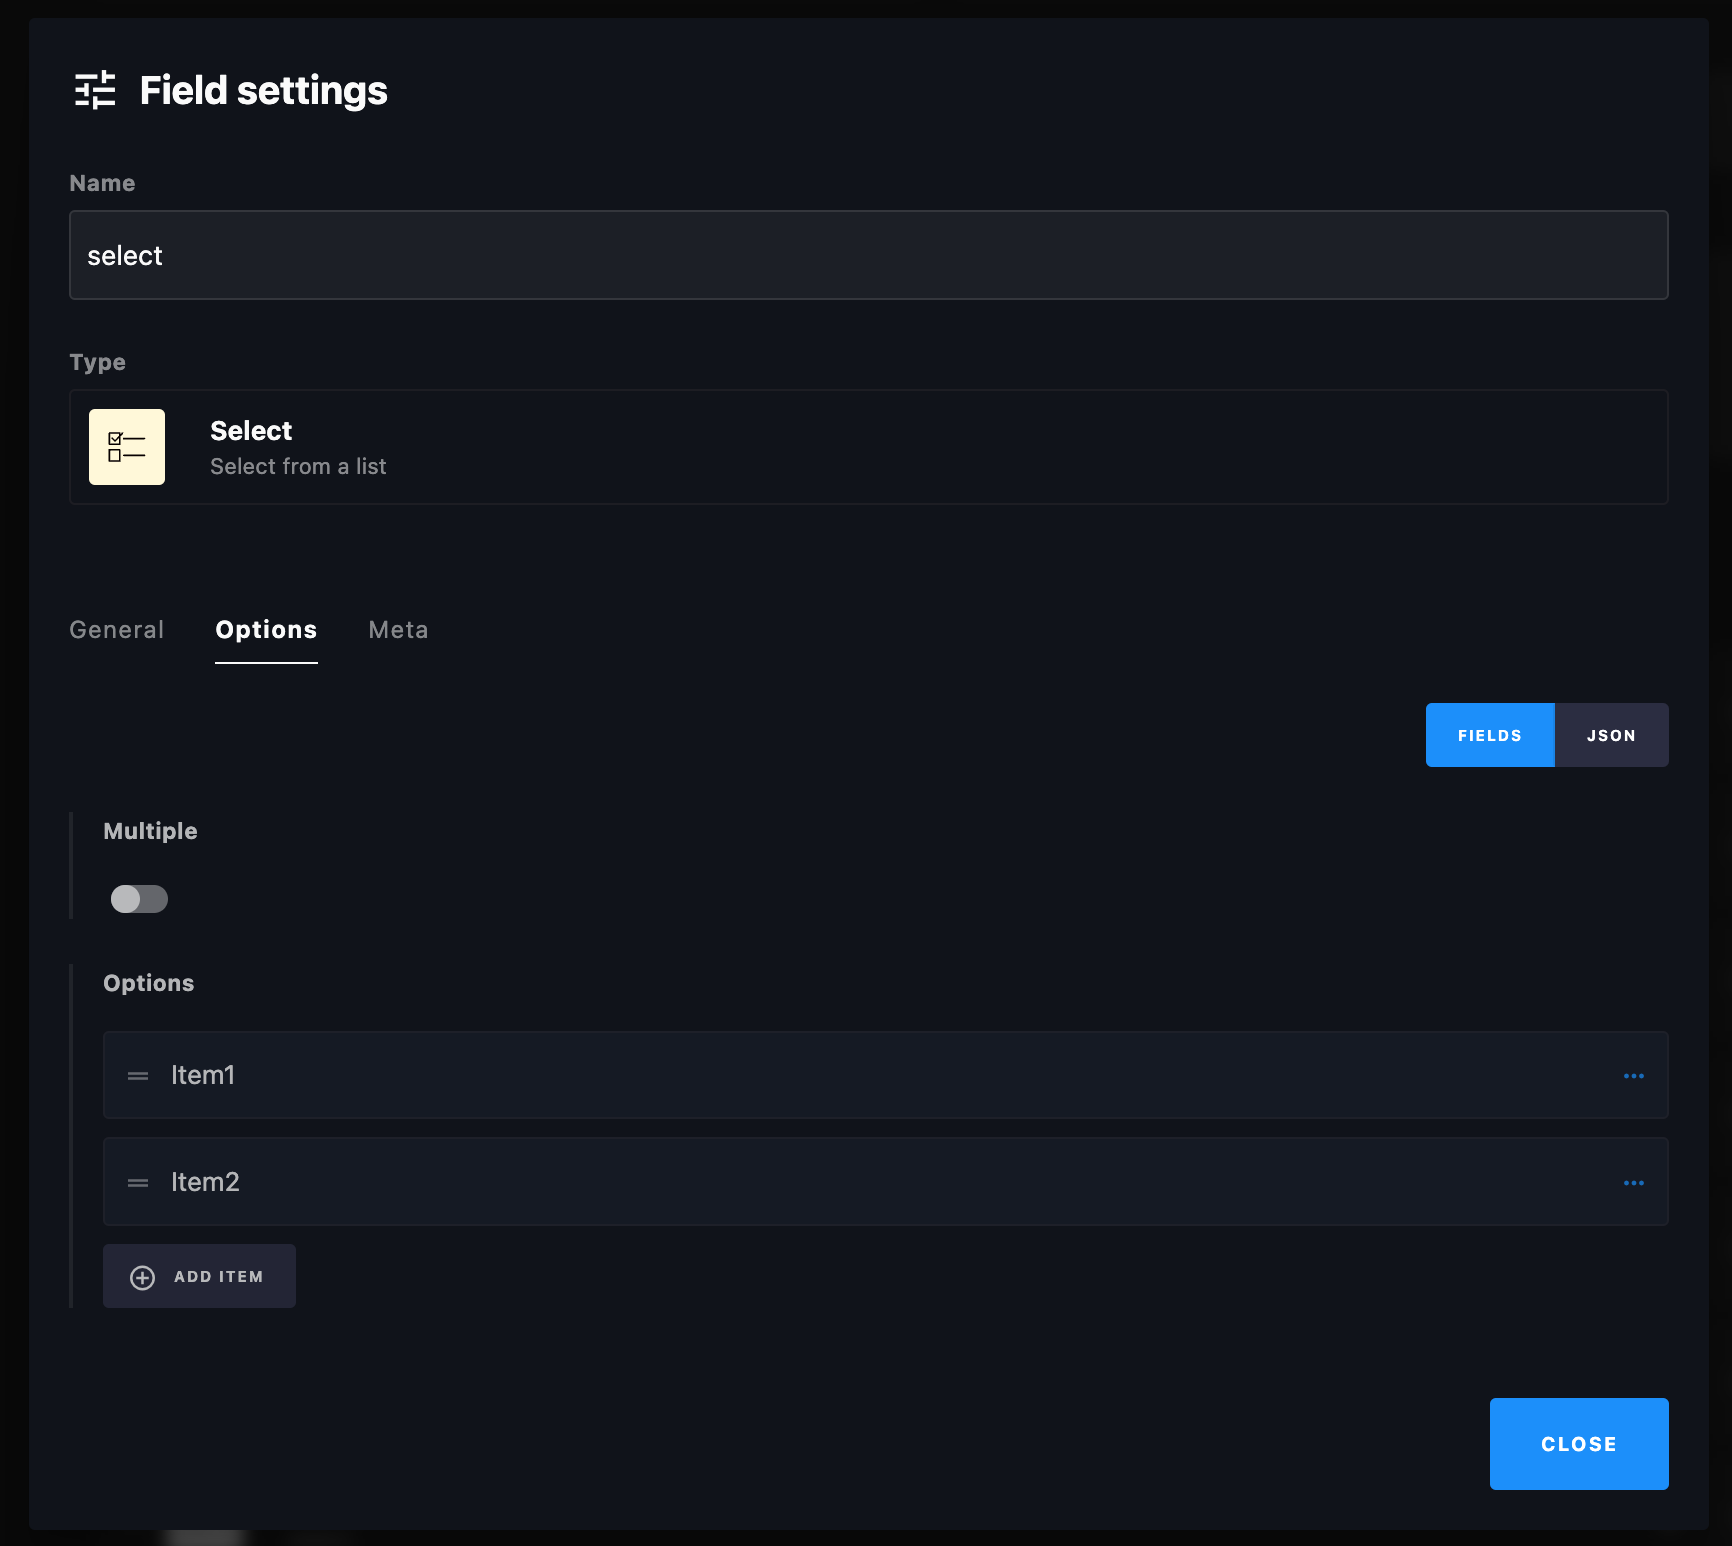 Field settings
Name
select
Type
Select
Select from a list
General Options Meta
FIELDS JSON
Multiple
Options
Item1
Item2
ADD ITEM
CLOSE